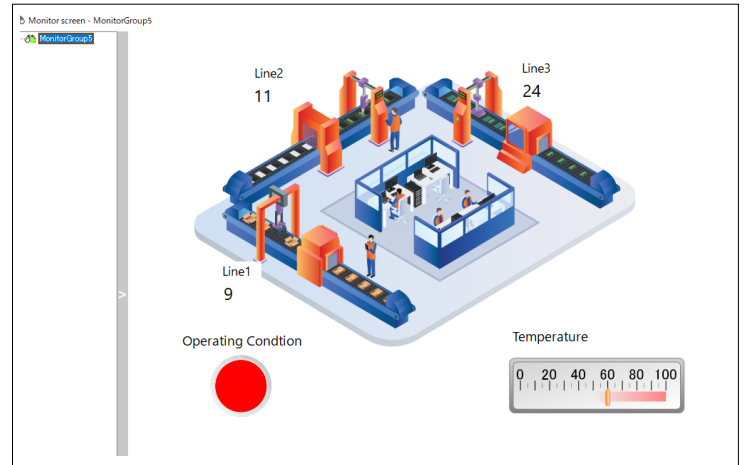 Monitor screen - MonitorGroup5
MonitorGroup5
Line2
11
Line3
24
Line1
9
>
Operating Condtion
Temperature
0 20 40 60 80 100